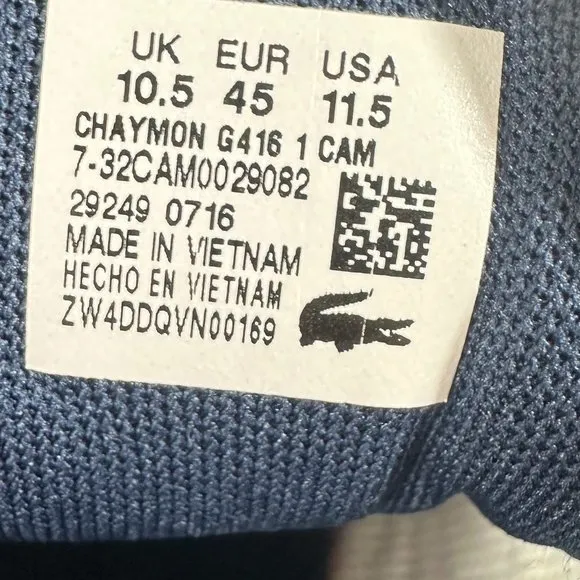 UK EUR USA
10.5 45 11.5
CHAYMON G416 1 CAM
7-32CAM0029082
29249 0716
MADE IN VIETNAM
HECHO EN VIETNAM
ZW4DDQVN00169